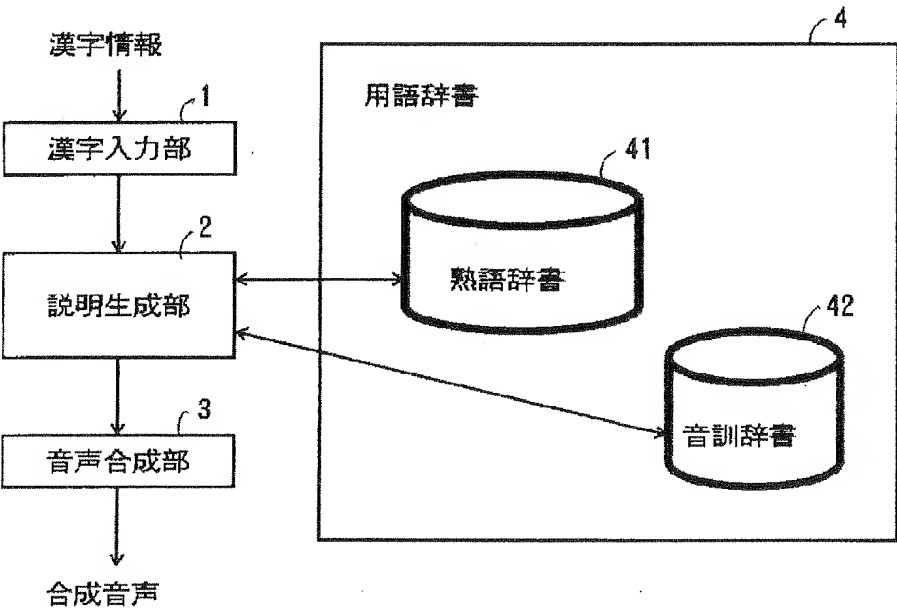 漢字情報
1
漢字入力部
2
説明生成部
3
音声合成部
合成音声
4
用語辞書
41
熟語辞書
42
音訓辞書